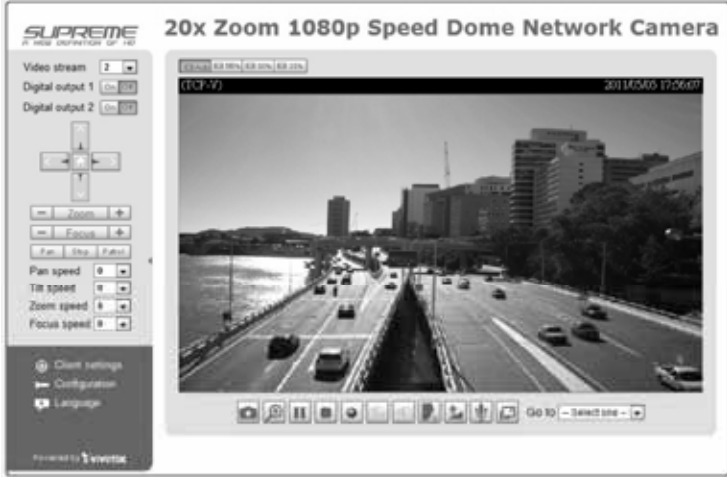 SUPREME
A NEW DEFINITION OF HD
20x Zoom 1080p Speed Dome Network Camera
Video stream 2
Digital output 1 On Off
Digital output 2 On Off
− Zoom +
− Focus +
Pan Stop Patrol
Pan speed 0
Tilt speed 0
Zoom speed
Focus speed
Client settings
Configuration
Language
Powered by VIVOTEK
(TCP-V)
2011/05/05 17:56:07
Go to -- Select one --